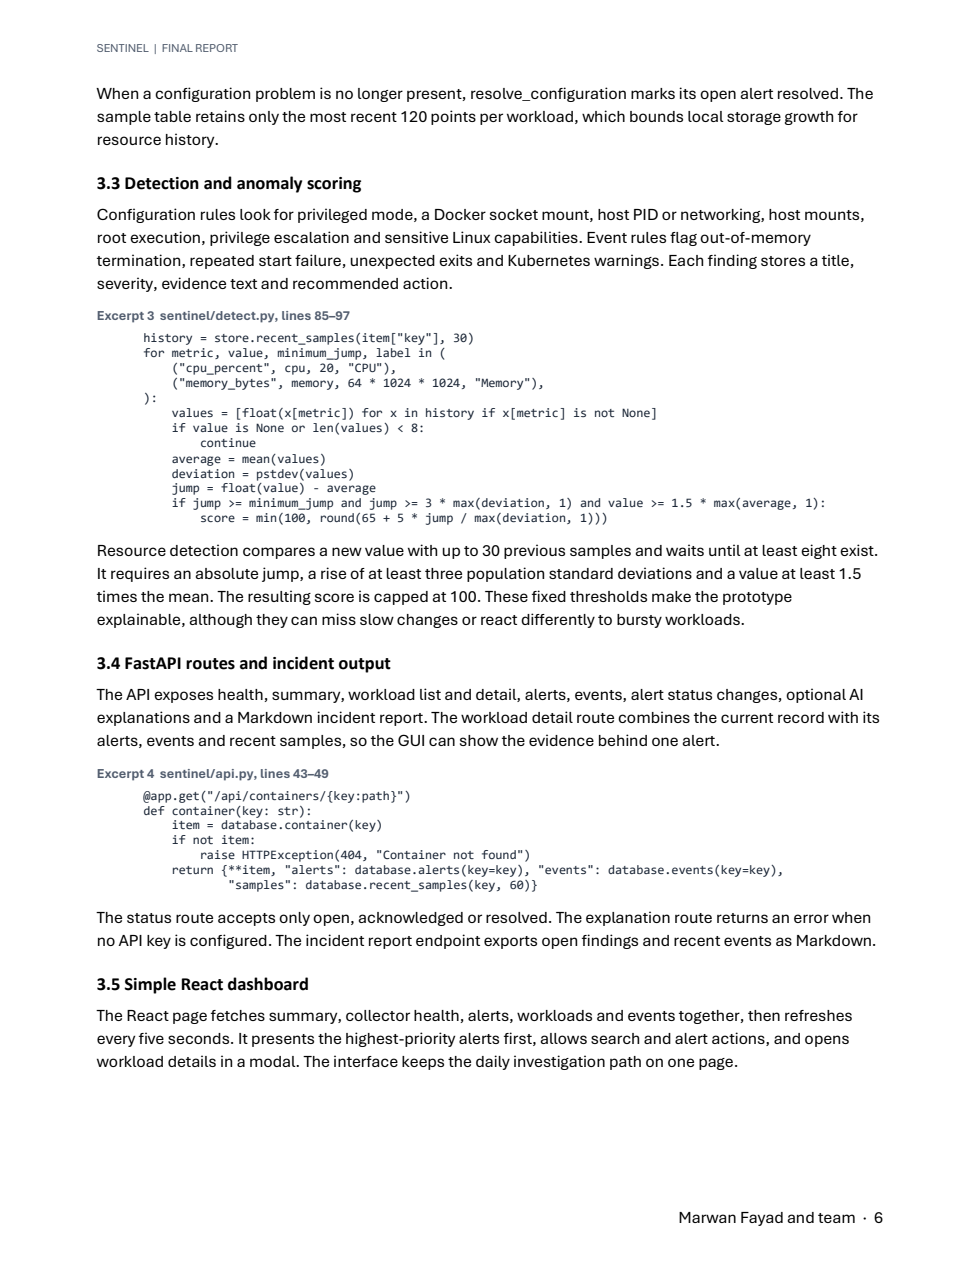 SENTINEL | FINAL REPORT
When a configuration problem is no longer present, resolve_configuration marks its open alert resolved. The
sample table retains only the most recent 120 points per workload, which bounds local storage growth for
resource history.
3.3 Detection and anomaly scoring
Configuration rules look for privileged mode, a Docker socket mount, host PID or networking, host mounts,
root execution, privilege escalation and sensitive Linux capabilities. Event rules flag out-of-memory
termination, repeated start failure, unexpected exits and Kubernetes warnings. Each finding stores a title,
severity, evidence text and recommended action.
Excerpt 3 sentinel/detect.py, lines 85–97
history = store.recent_samples(item["key"], 30)
for metric, value, minimum_jump, label in (
    ("cpu_percent", cpu, 20, "CPU"),
    ("memory_bytes", memory, 64 * 1024 * 1024, "Memory"),
):
    values = [float(x[metric]) for x in history if x[metric] is not None]
    if value is None or len(values) < 8:
        continue
    average = mean(values)
    deviation = pstdev(values)
    jump = float(value) - average
    if jump >= minimum_jump and jump >= 3 * max(deviation, 1) and value >= 1.5 * max(average, 1):
        score = min(100, round(65 + 5 * jump / max(deviation, 1)))
Resource detection compares a new value with up to 30 previous samples and waits until at least eight exist.
It requires an absolute jump, a rise of at least three population standard deviations and a value at least 1.5
times the mean. The resulting score is capped at 100. These fixed thresholds make the prototype
explainable, although they can miss slow changes or react differently to bursty workloads.
3.4 FastAPI routes and incident output
The API exposes health, summary, workload list and detail, alerts, events, alert status changes, optional AI
explanations and a Markdown incident report. The workload detail route combines the current record with its
alerts, events and recent samples, so the GUI can show the evidence behind one alert.
Excerpt 4 sentinel/api.py, lines 43–49
@app.get("/api/containers/{key:path}")
def container(key: str):
    item = database.container(key)
    if not item:
        raise HTTPException(404, "Container not found")
    return {**item, "alerts": database.alerts(key=key), "events": database.events(key=key),
            "samples": database.recent_samples(key, 60)}
The status route accepts only open, acknowledged or resolved. The explanation route returns an error when
no API key is configured. The incident report endpoint exports open findings and recent events as Markdown.
3.5 Simple React dashboard
The React page fetches summary, collector health, alerts, workloads and events together, then refreshes
every five seconds. It presents the highest-priority alerts first, allows search and alert actions, and opens
workload details in a modal. The interface keeps the daily investigation path on one page.
Marwan Fayad and team · 6